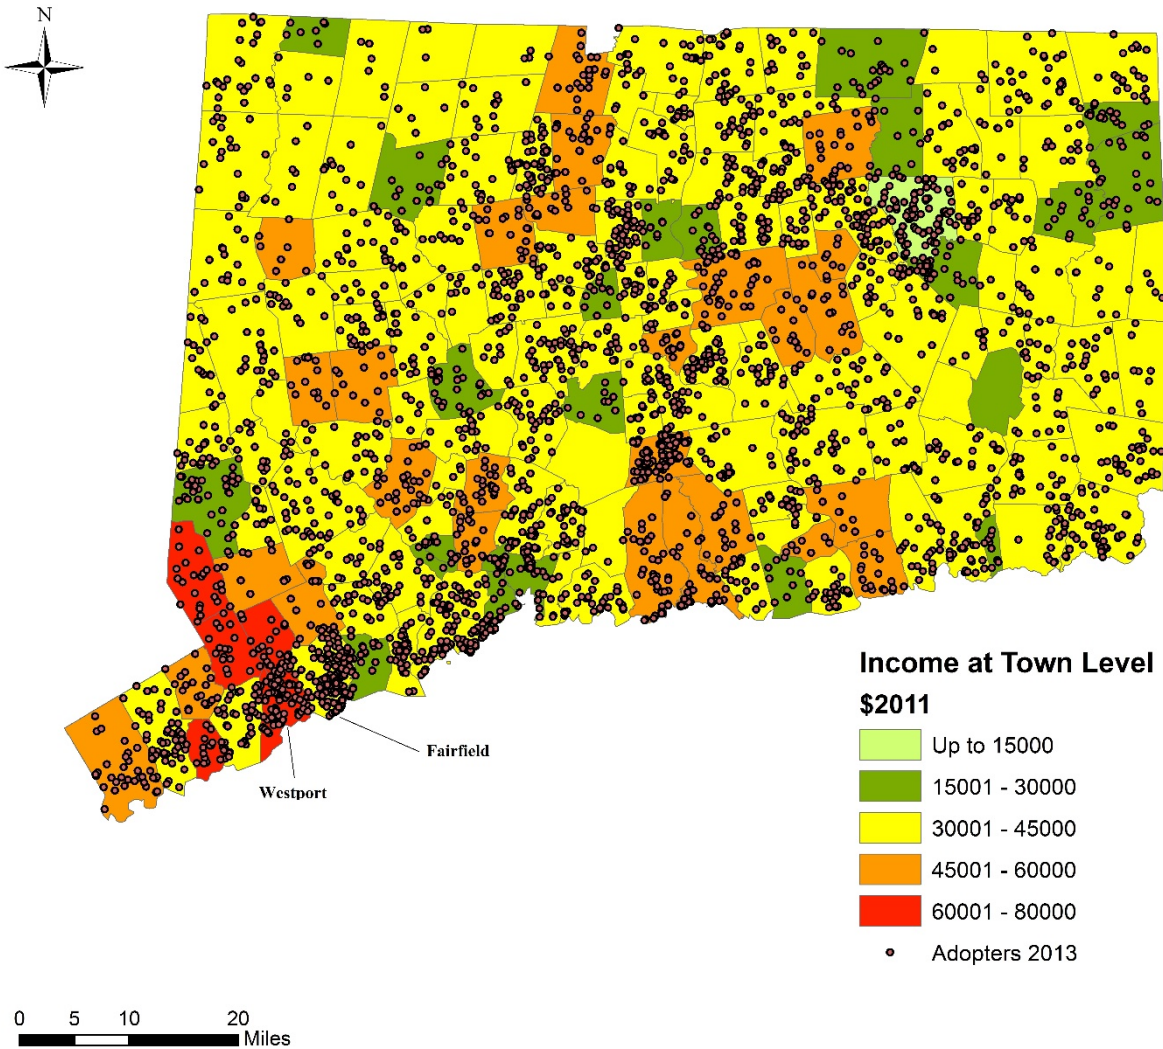 N
Fairfield
Westport
Income at Town Level
$2011
Up to 15000
15001 - 30000
30001 - 45000
45001 - 60000
60001 - 80000
Adopters 2013
0 5 10 20
Miles